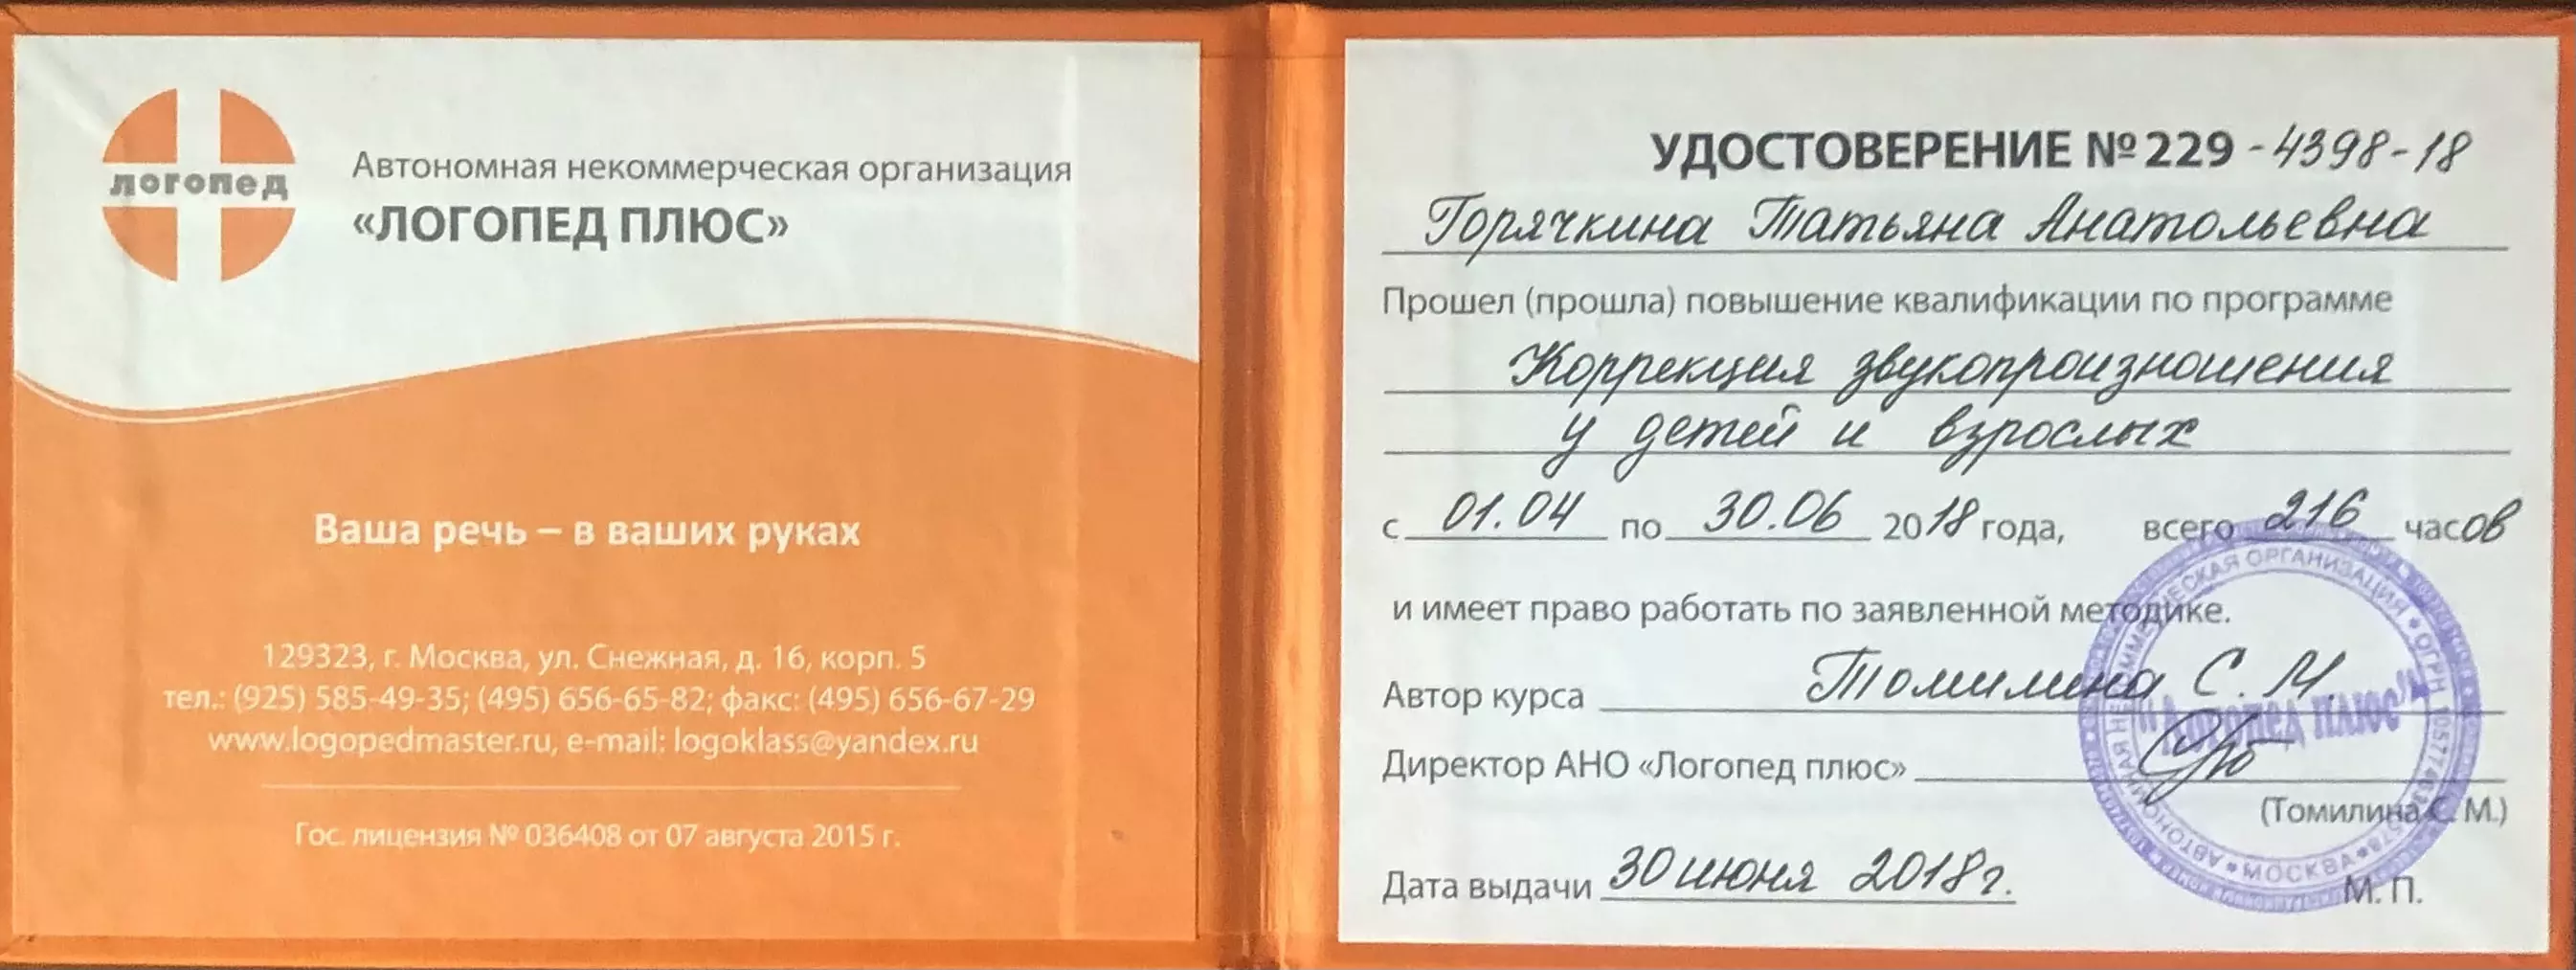 логопед
Автономная некоммерческая организация
«ЛОГОПЕД ПЛЮС»
Ваша речь – в ваших руках
129323, г. Москва, ул. Снежная, д. 16, корп. 5
тел.: (925) 585-49-35; (495) 656-65-82; факс: (495) 656-67-29
www.logopedmaster.ru, e-mail: logoklass@yandex.ru
Гос. лицензия № 036408 от 07 августа 2015 г.
УДОСТОВЕРЕНИЕ №229-4398-18
Горячкина Татьяна Анатольевна
Прошел (прошла) повышение квалификации по программе
Коррекция звукопроизношения
у детей и взрослых
с 01.04 по 30.06 2018 года, всего 216 часов
и имеет право работать по заявленной методике.
Автор курса Томилина С. М.
Директор АНО «Логопед плюс»
(Томилина С. М.)
Дата выдачи 30 июня 2018г.
М. П.
АВТОНОМНАЯ НЕКОММЕРЧЕСКАЯ ОРГАНИЗАЦИЯ • ОГРН
• МОСКВА •
"Логопед плюс"